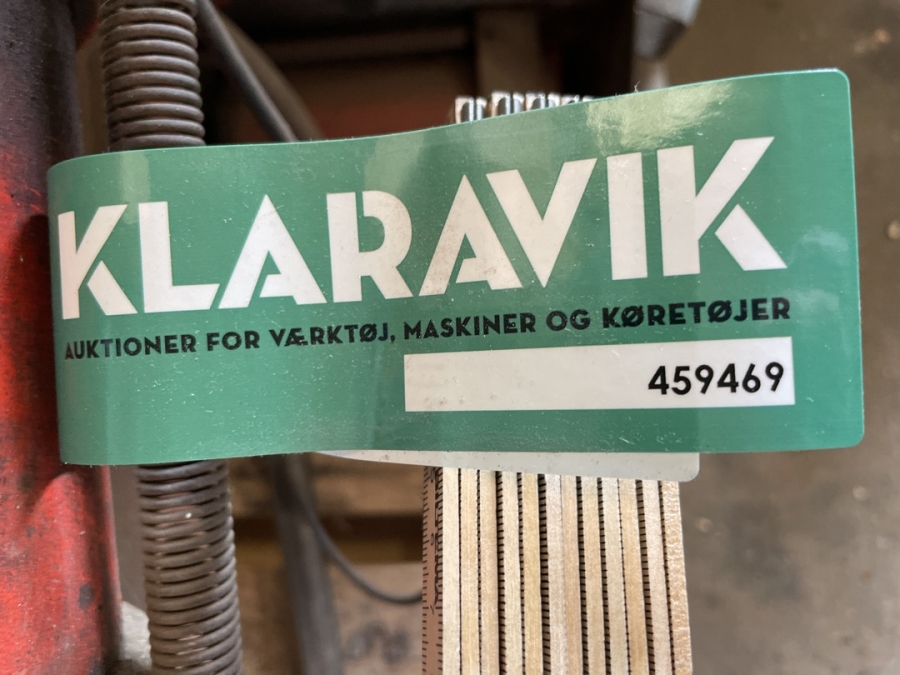 KLARAVIK
AUKTIONER FOR VÆRKTØJ, MASKINER OG KØRETØJER
459469